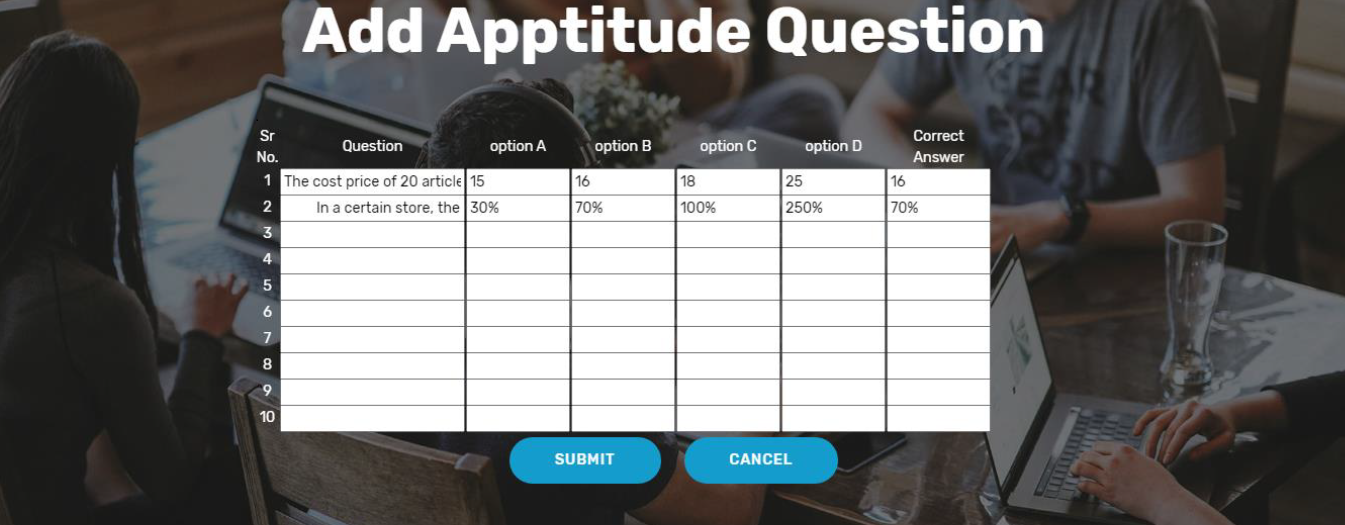 Add Apptitude Question
Sr No. Question option A option B option C option D Correct Answer
1 The cost price of 20 article 15 16 18 25 16
2 In a certain store, the 30% 70% 100% 250% 70%
3
4
5
6
7
8
9
10
SUBMIT CANCEL